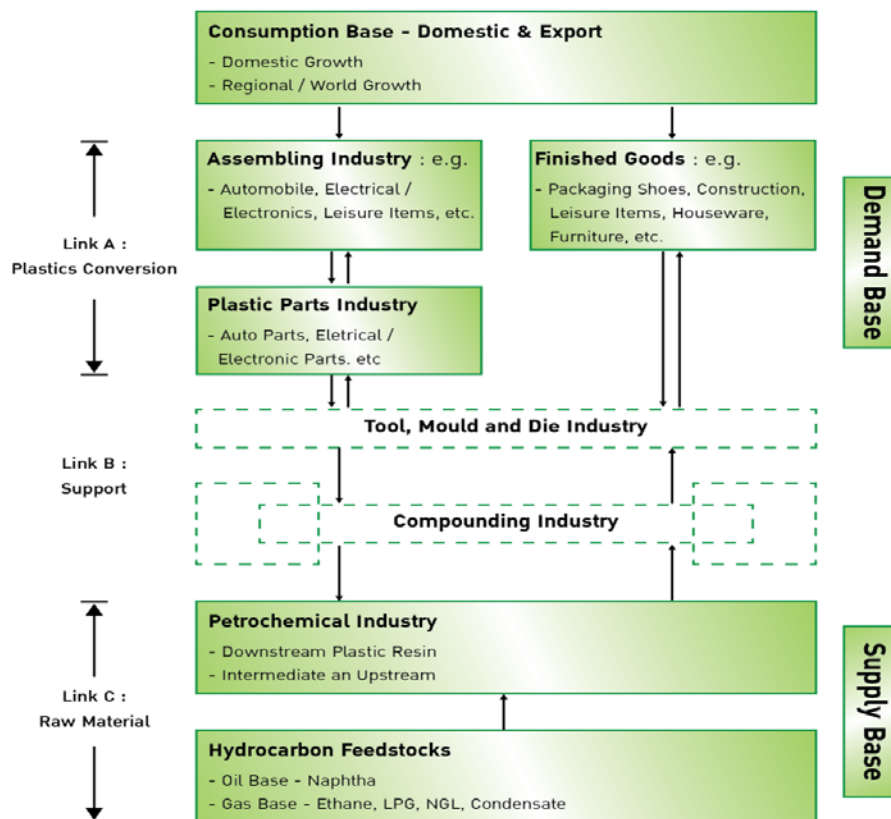 Consumption Base - Domestic & Export
- Domestic Growth
- Regional / World Growth
Assembling Industry : e.g.
- Automobile, Electrical /
Electronics, Leisure Items, etc.
Finished Goods : e.g.
- Packaging Shoes, Construction,
Leisure Items, Houseware,
Furniture, etc.
Demand Base
Link A :
Plastics Conversion
Plastic Parts Industry
- Auto Parts, Eletrical /
Electronic Parts. etc
Tool, Mould and Die Industry
Link B :
Support
Compounding Industry
Petrochemical Industry
- Downstream Plastic Resin
- Intermediate an Upstream
Supply Base
Link C :
Raw Material
Hydrocarbon Feedstocks
- Oil Base - Naphtha
- Gas Base - Ethane, LPG, NGL, Condensate